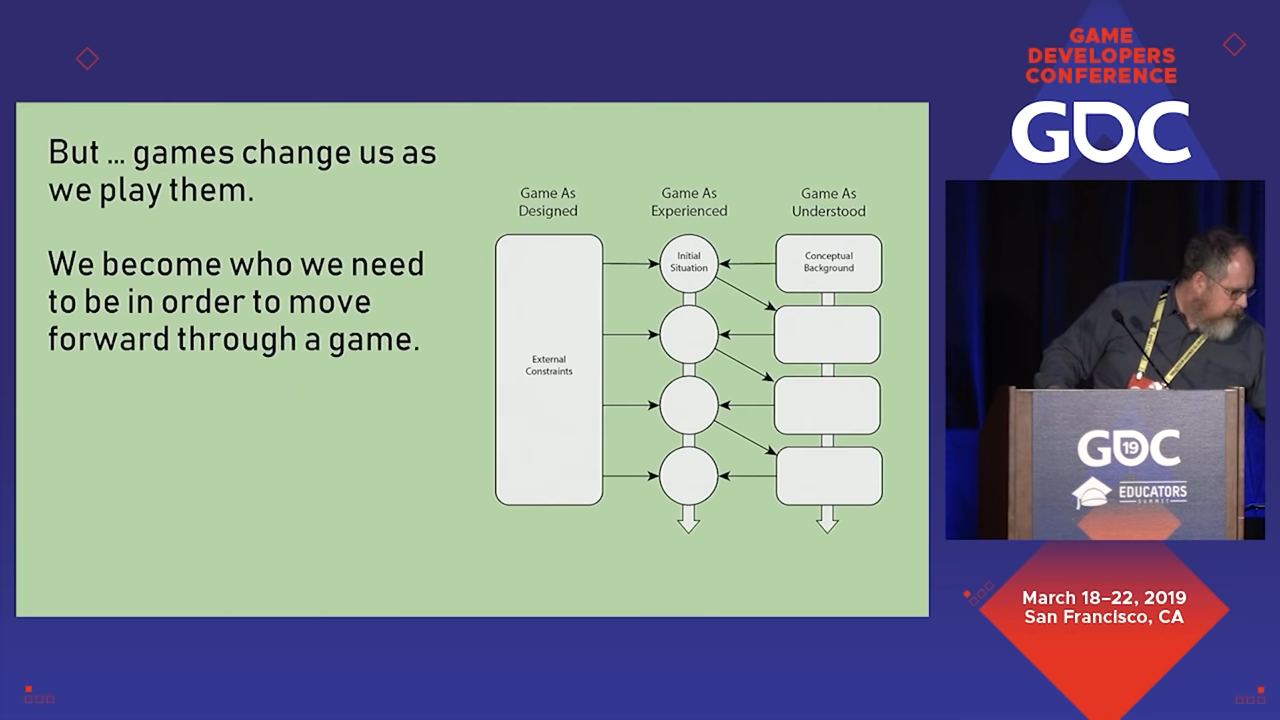 But ... games change us as
we play them.
We become who we need
to be in order to move
forward through a game.
Game As
Designed
Game As
Experienced
Game As
Understood
External
Constraints
Initial
Situation
Conceptual
Background
GAME
DEVELOPERS
CONFERENCE
GDC
GDC
19
EDUCATORS
SUMMIT
March 18–22, 2019
San Francisco, CA